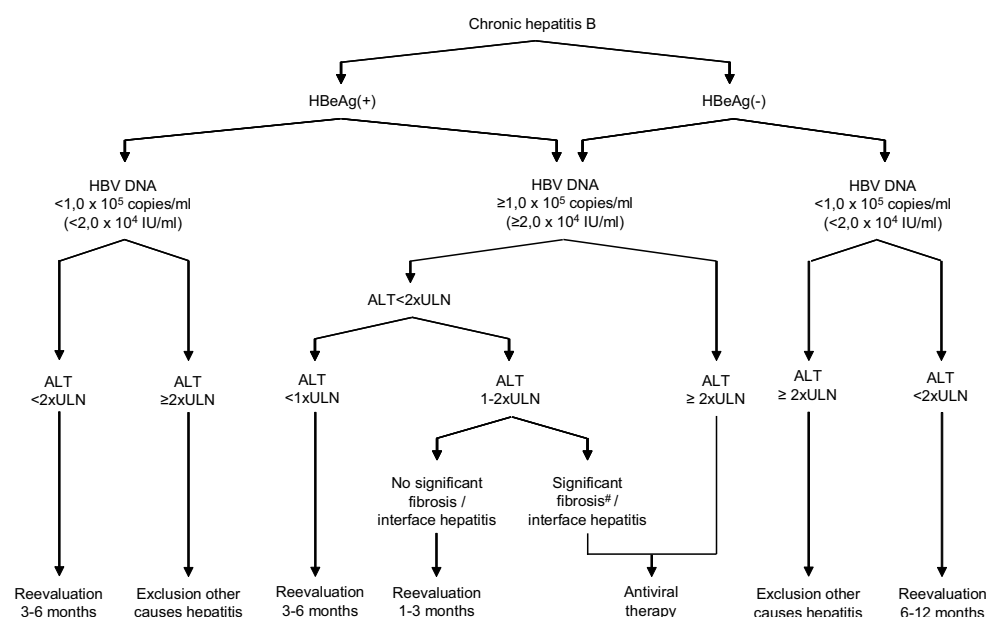 Chronic hepatitis B
HBeAg(+)
HBeAg(-)
HBV DNA
<1,0 x 10⁵ copies/ml
(<2,0 x 10⁴ IU/ml)
HBV DNA
≥1,0 x 10⁵ copies/ml
(≥2,0 x 10⁴ IU/ml)
HBV DNA
<1,0 x 10⁵ copies/ml
(<2,0 x 10⁴ IU/ml)
ALT<2xULN
ALT
<2xULN
ALT
≥2xULN
ALT
<1xULN
ALT
1-2xULN
ALT
≥ 2xULN
ALT
≥ 2xULN
ALT
<2xULN
No significant
fibrosis /
interface hepatitis
Significant
fibrosis# /
interface hepatitis
Reevaluation
3-6 months
Exclusion other
causes hepatitis
Reevaluation
3-6 months
Reevaluation
1-3 months
Antiviral
therapy
Exclusion other
causes hepatitis
Reevaluation
6-12 months